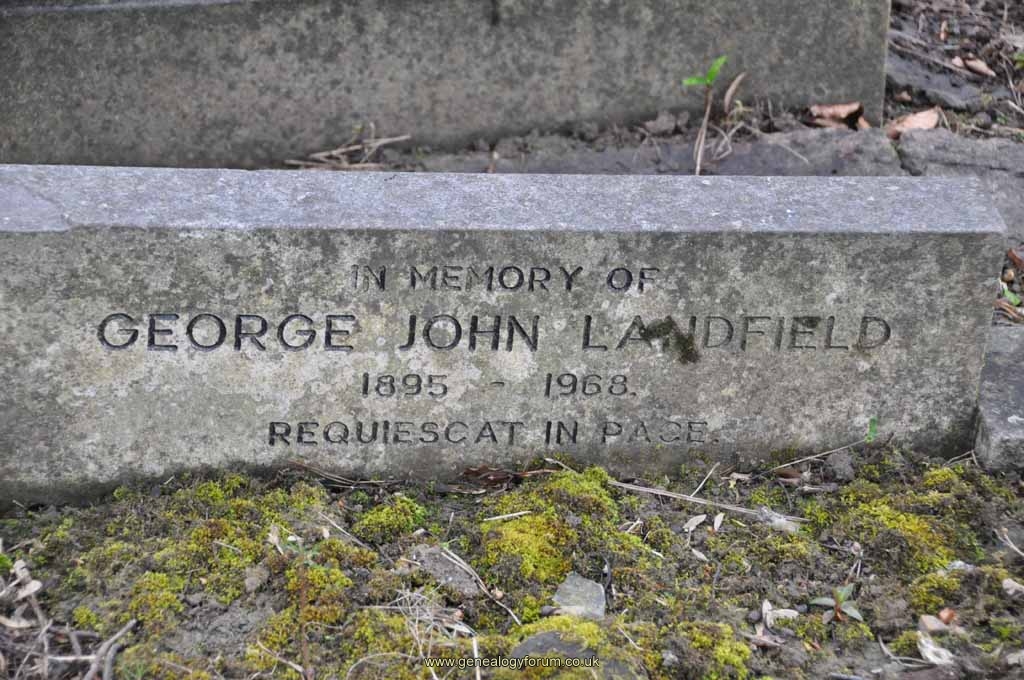 IN MEMORY OF
GEORGE JOHN LANDFIELD
1895 - 1968.
REQUIESCAT IN PACE.
www.genealogyforum.co.uk